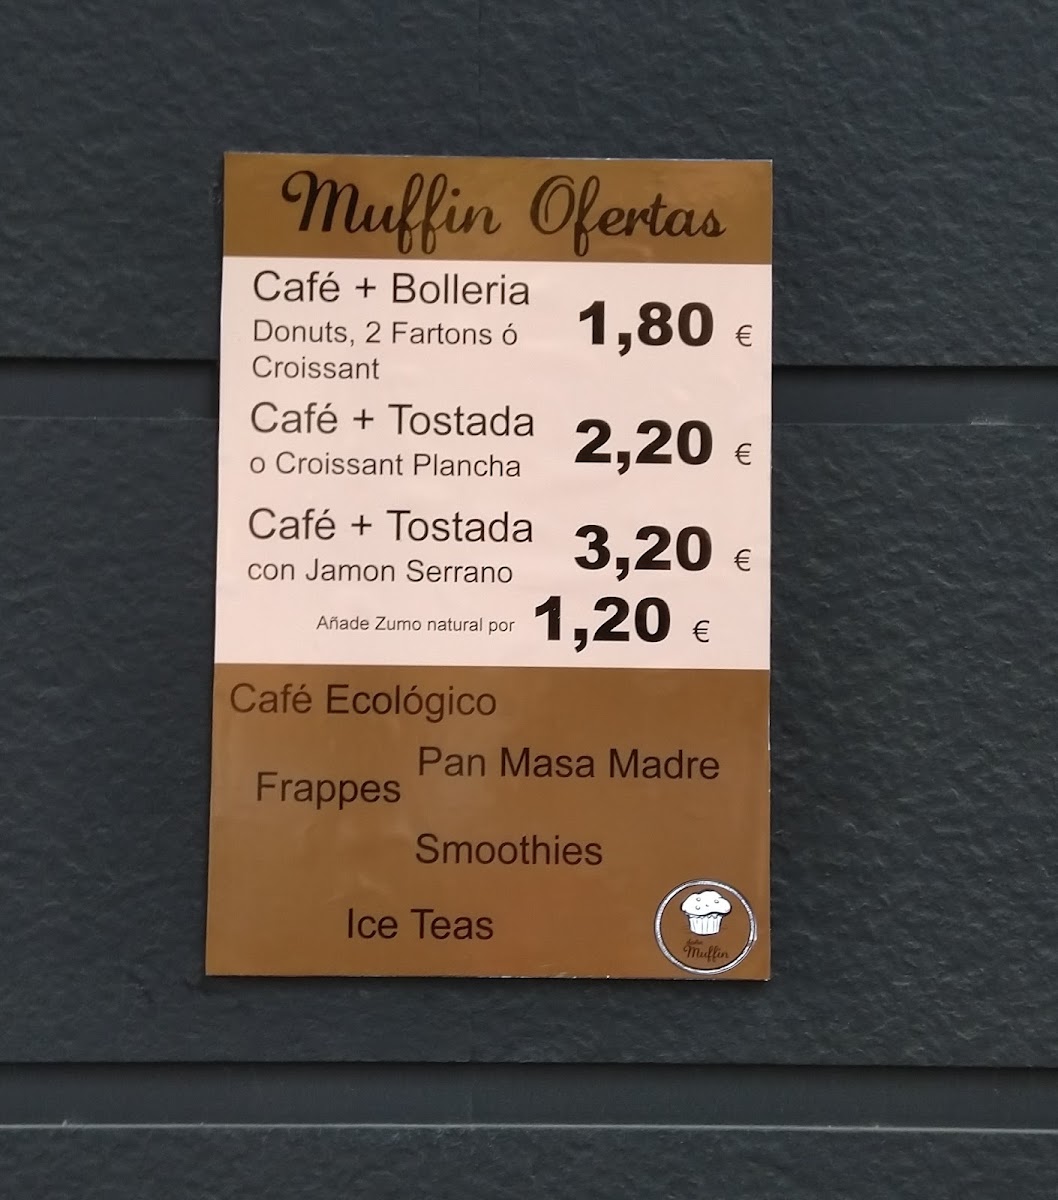 Muffin Ofertas
Café + Bolleria
Donuts, 2 Fartons ó
Croissant
1,80 €
Café + Tostada
o Croissant Plancha
2,20 €
Café + Tostada
con Jamon Serrano
3,20 €
Añade Zumo natural por 1,20 €
Café Ecológico
Pan Masa Madre
Frappes
Smoothies
Ice Teas
Muffin